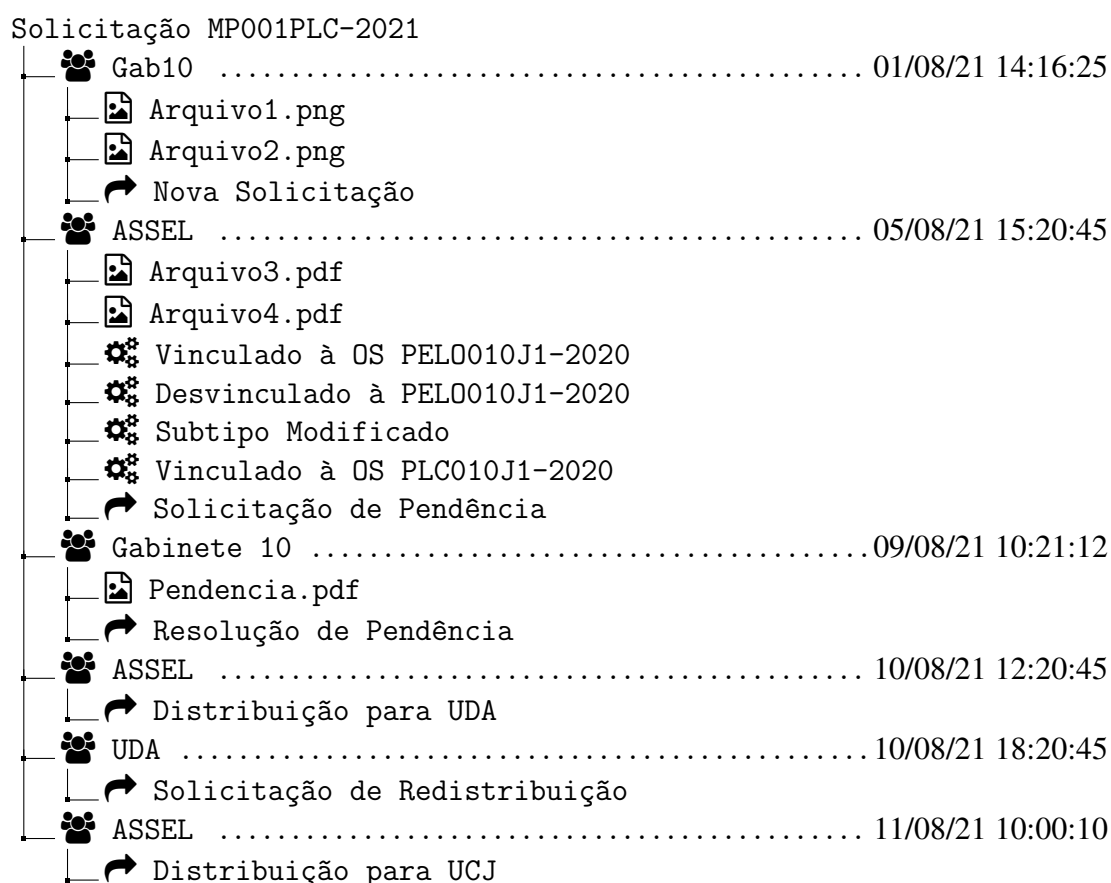 Solicitação MP001PLC-2021
Gab10 ............................................. 01/08/21 14:16:25
Arquivo1.png
Arquivo2.png
Nova Solicitação
ASSEL ............................................. 05/08/21 15:20:45
Arquivo3.pdf
Arquivo4.pdf
Vinculado à OS PELO010J1-2020
Desvinculado à PELO010J1-2020
Subtipo Modificado
Vinculado à OS PLC010J1-2020
Solicitação de Pendência
Gabinete 10 ....................................... 09/08/21 10:21:12
Pendencia.pdf
Resolução de Pendência
ASSEL ............................................. 10/08/21 12:20:45
Distribuição para UDA
UDA ................................................ 10/08/21 18:20:45
Solicitação de Redistribuição
ASSEL ............................................. 11/08/21 10:00:10
Distribuição para UCJ